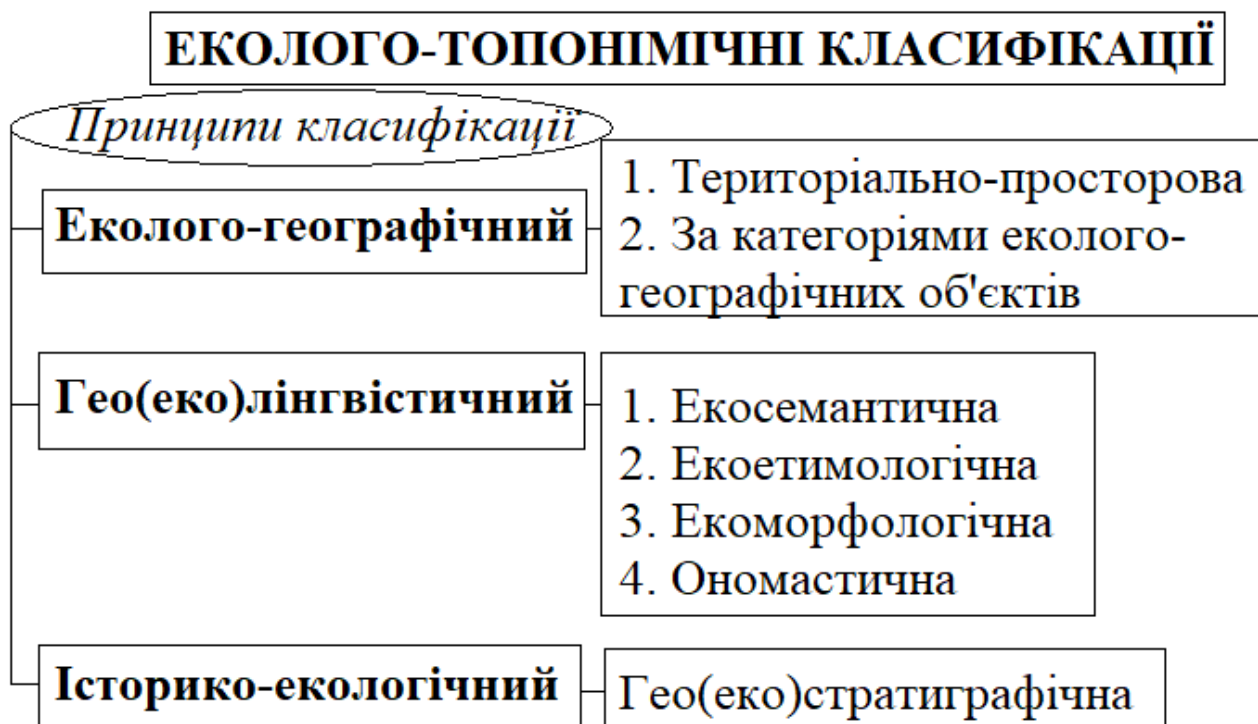 ЕКОЛОГО-ТОПОНІМІЧНІ КЛАСИФІКАЦІЇ
Принципи класифікації
Еколого-географічний
1. Територіально-просторова
2. За категоріями еколого-
географічних об'єктів
Гео(еко)лінгвістичний
1. Екосемантична
2. Екоетимологічна
3. Екоморфологічна
4. Ономастична
Історико-екологічний
Гео(еко)стратиграфічна